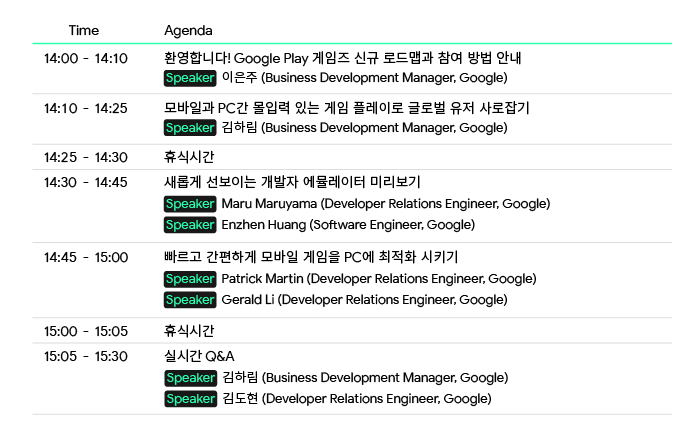 Time Agenda
14:00 - 14:10 환영합니다! Google Play 게임즈 신규 로드맵과 참여 방법 안내
Speaker 이은주 (Business Development Manager, Google)
14:10 - 14:25 모바일과 PC간 몰입력 있는 게임 플레이로 글로벌 유저 사로잡기
Speaker 김하림 (Business Development Manager, Google)
14:25 - 14:30 휴식시간
14:30 - 14:45 새롭게 선보이는 개발자 에뮬레이터 미리보기
Speaker Maru Maruyama (Developer Relations Engineer, Google)
Speaker Enzhen Huang (Software Engineer, Google)
14:45 - 15:00 빠르고 간편하게 모바일 게임을 PC에 최적화 시키기
Speaker Patrick Martin (Developer Relations Engineer, Google)
Speaker Gerald Li (Developer Relations Engineer, Google)
15:00 - 15:05 휴식시간
15:05 - 15:30 실시간 Q&A
Speaker 김하림 (Business Development Manager, Google)
Speaker 김도현 (Developer Relations Engineer, Google)